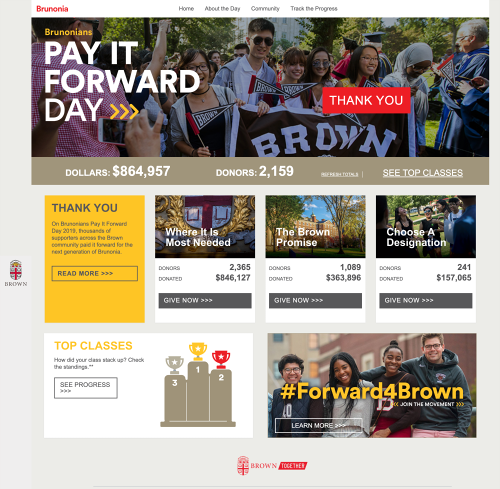 Brunonia
Home
About the Day
Community
Track the Progress
Brunonians
PAY IT
FORWARD
DAY >>>
THANK YOU
BROWN
DOLLARS: $864,957
DONORS: 2,159
REFRESH TOTALS |
SEE TOP CLASSES
THANK YOU
On Brunonians Pay It Forward
Day 2019, thousands of
supporters across the Brown
community paid it forward for the
next generation of Brunonia.
READ MORE >>>
Where It Is
Most Needed
DONORS 2,365
DONATED $846,127
GIVE NOW >>>
The Brown
Promise
DONORS 1,089
DONATED $363,896
GIVE NOW >>>
Choose A
Designation
DONORS 241
DONATED $157,065
GIVE NOW >>>
BROWN
TOP CLASSES
How did your class stack up? Check
the standings.**
SEE PROGRESS
>>>
1
2
3
#Forward4Brown
<< JOIN THE MOVEMENT >>>
LEARN MORE >>>
BROWN TOGETHER